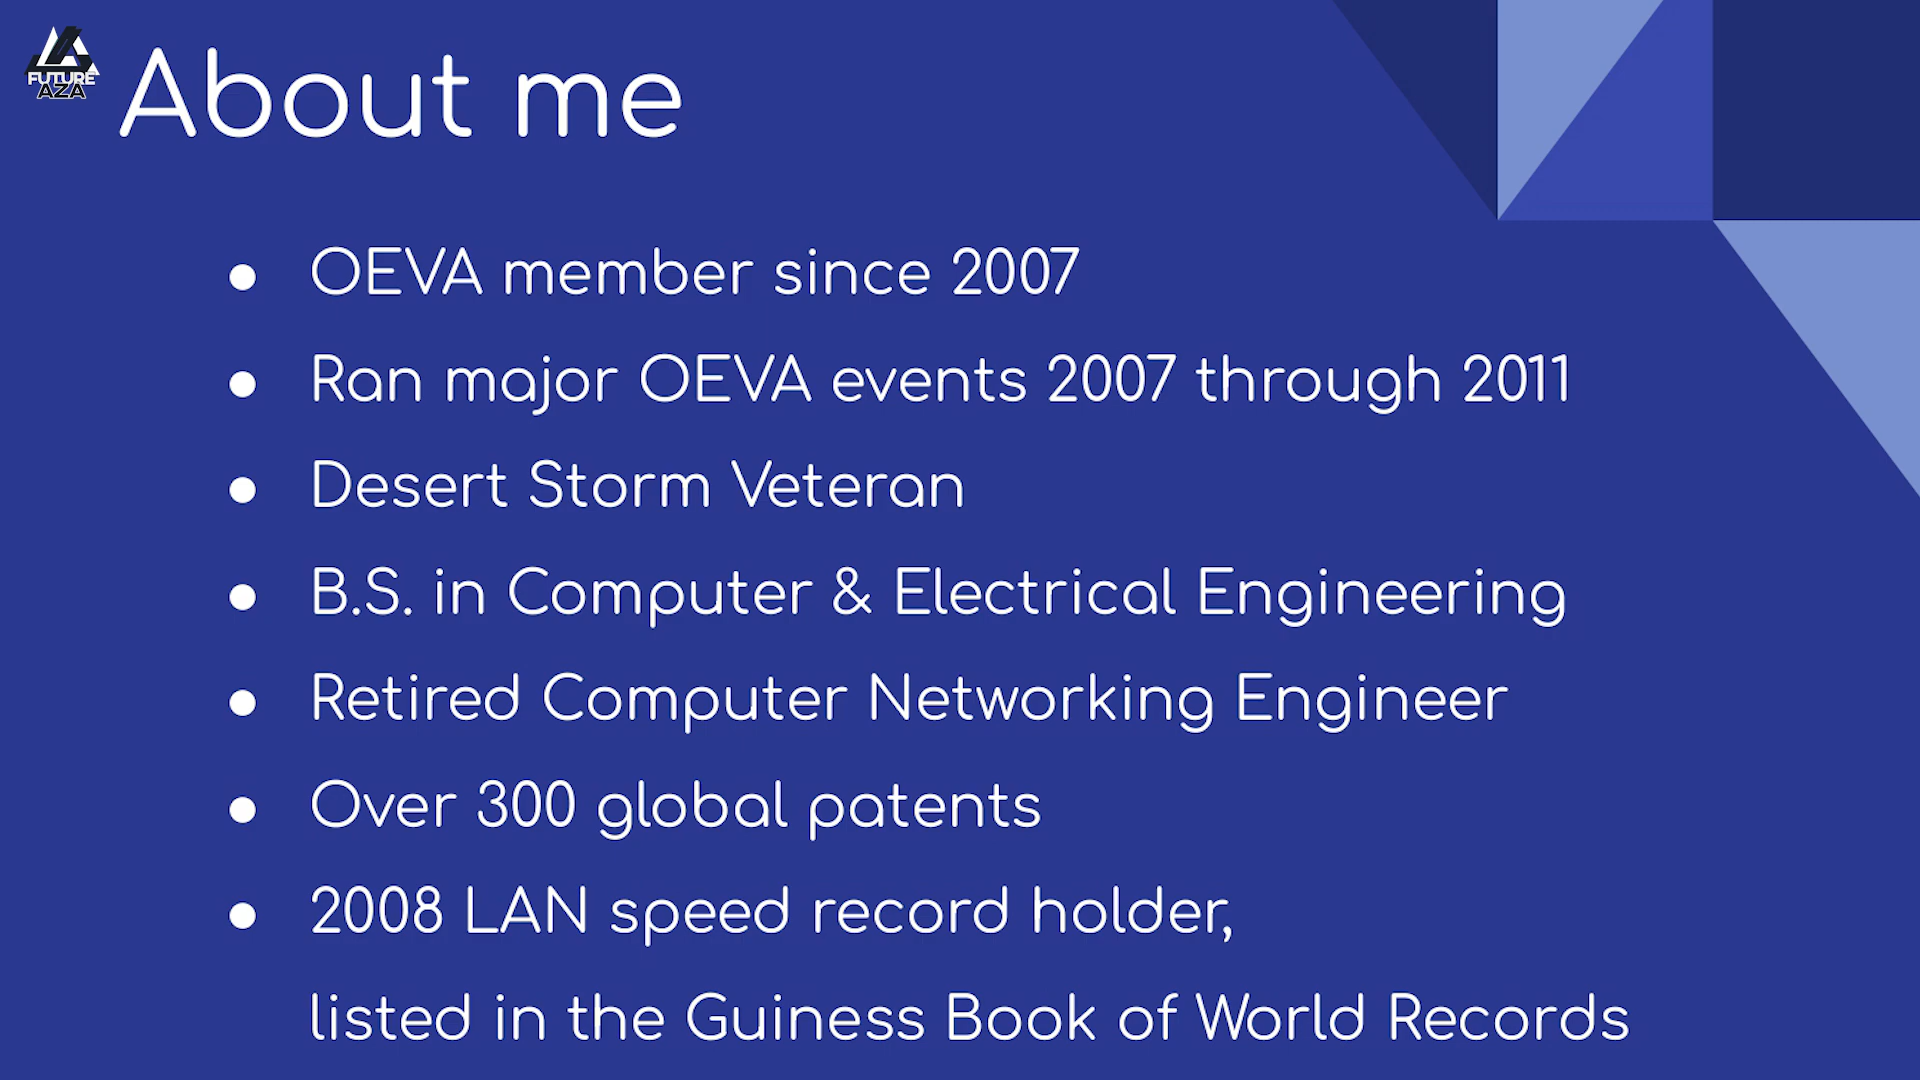 FUTURE
AZA
About me
● OEVA member since 2007
● Ran major OEVA events 2007 through 2011
● Desert Storm Veteran
● B.S. in Computer & Electrical Engineering
● Retired Computer Networking Engineer
● Over 300 global patents
● 2008 LAN speed record holder,
listed in the Guiness Book of World Records